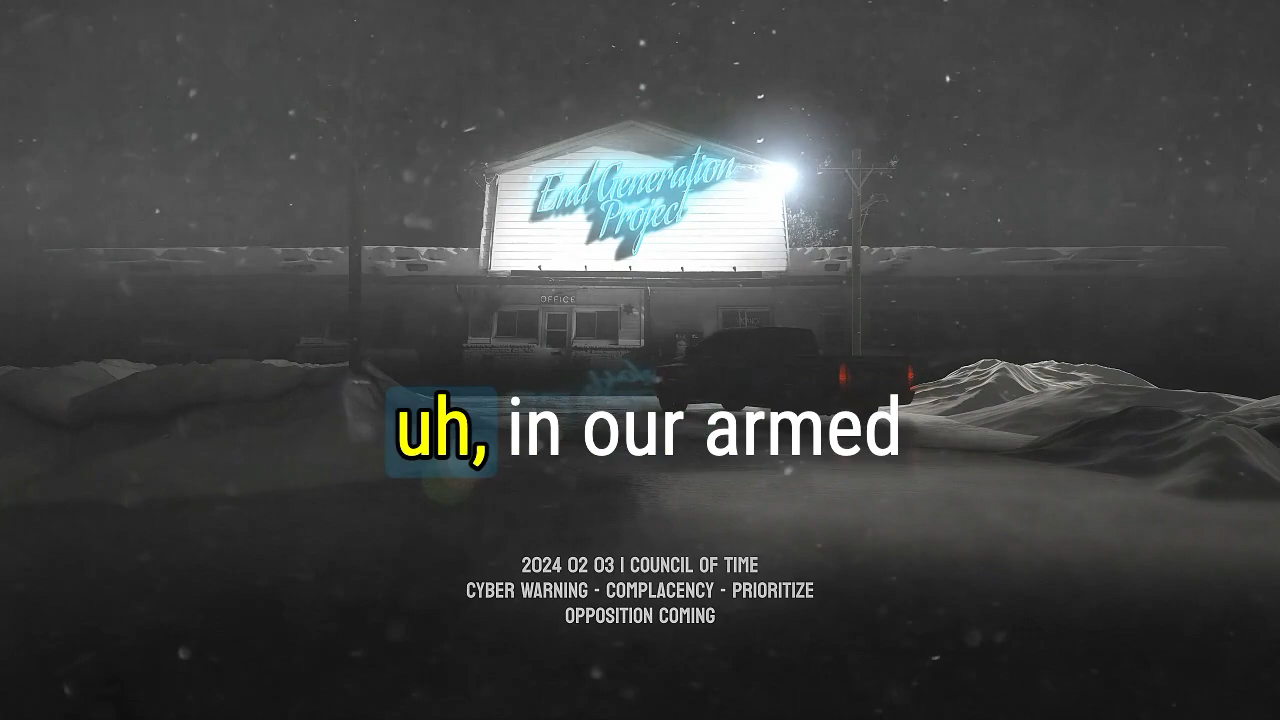 End Generation
Project
OFFICE
uh, in our armed
2024 02 03 | COUNCIL OF TIME
CYBER WARNING - COMPLACENCY - PRIORITIZE
OPPOSITION COMING